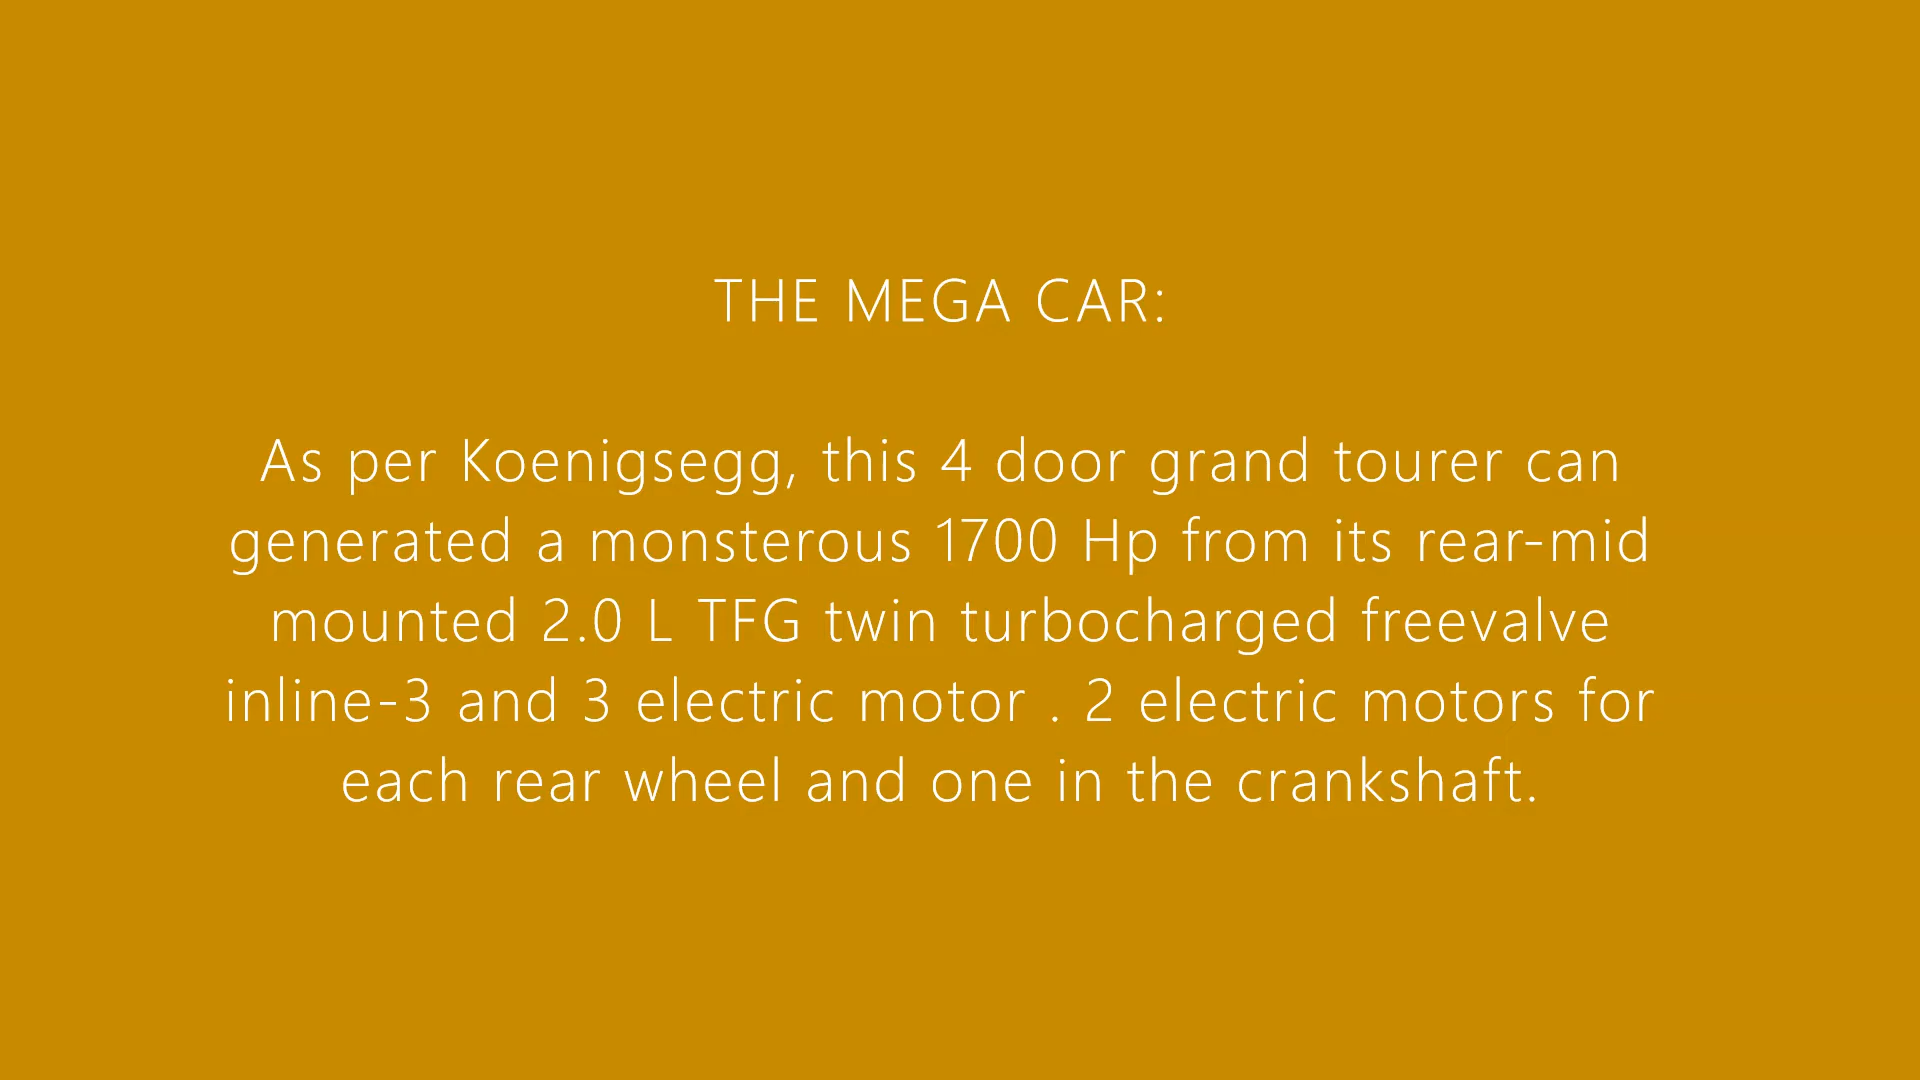 THE MEGA CAR:
As per Koenigsegg, this 4 door grand tourer can
generated a monsterous 1700 Hp from its rear-mid
mounted 2.0 L TFG twin turbocharged freevalve
inline-3 and 3 electric motor . 2 electric motors for
each rear wheel and one in the crankshaft.